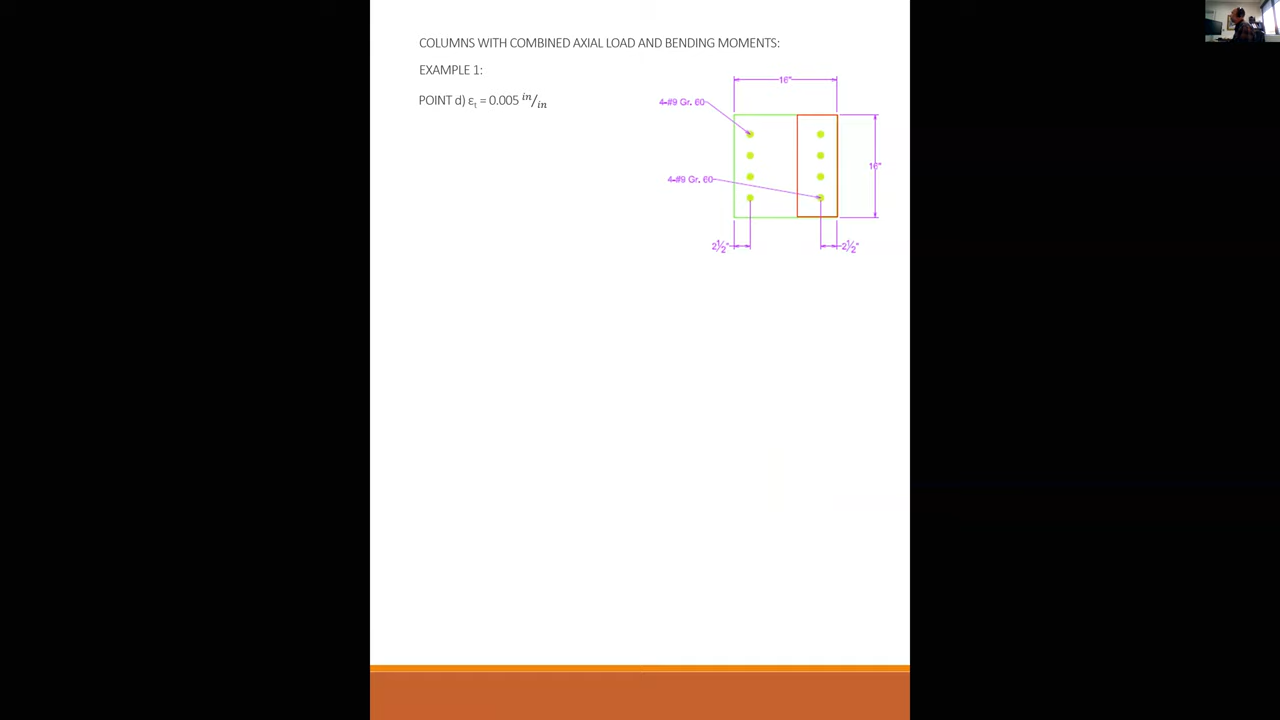 COLUMNS WITH COMBINED AXIAL LOAD AND BENDING MOMENTS:
EXAMPLE 1:
POINT d) εt = 0.005 in/in
16"
4-#9 Gr. 60
16"
4-#9 Gr. 60
2½"
2½"